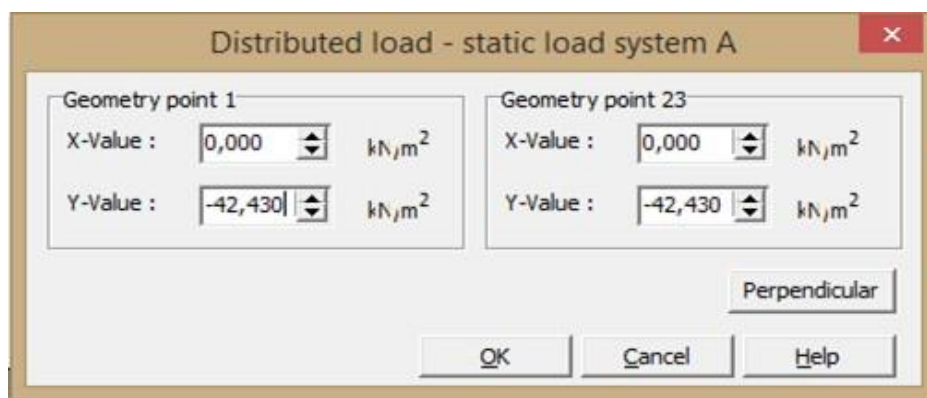 Distributed load - static load system A
Geometry point 1
X-Value : 0,000 kN/m²
Y-Value : -42,430 kN/m²
Geometry point 23
X-Value : 0,000 kN/m²
Y-Value : -42,430 kN/m²
Perpendicular
OK Cancel Help